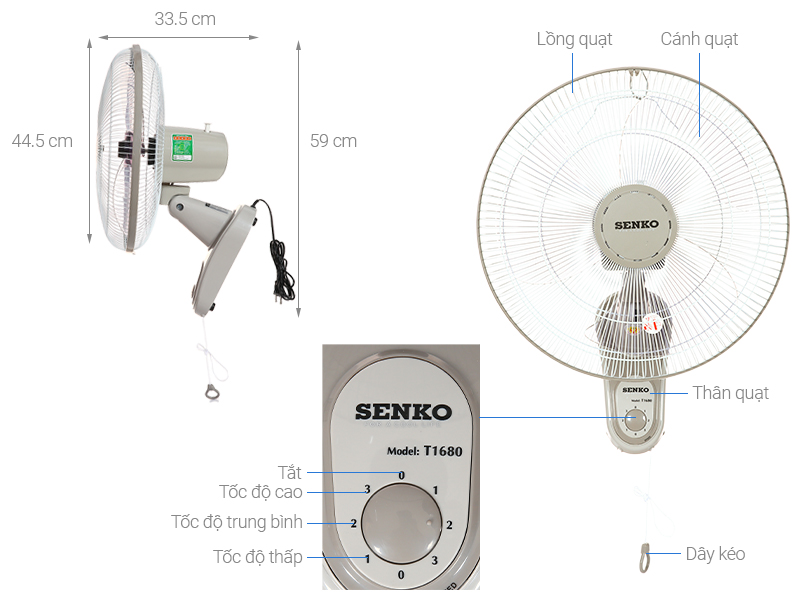 33.5 cm
44.5 cm
59 cm
Lồng quạt
Cánh quạt
SENKO
SENKO
Model: T1680
Thân quạt
Dây kéo
SENKO
Model: T1680
Tắt
Tốc độ cao
Tốc độ trung bình
Tốc độ thấp
0
3
1
2
2
1
3
0